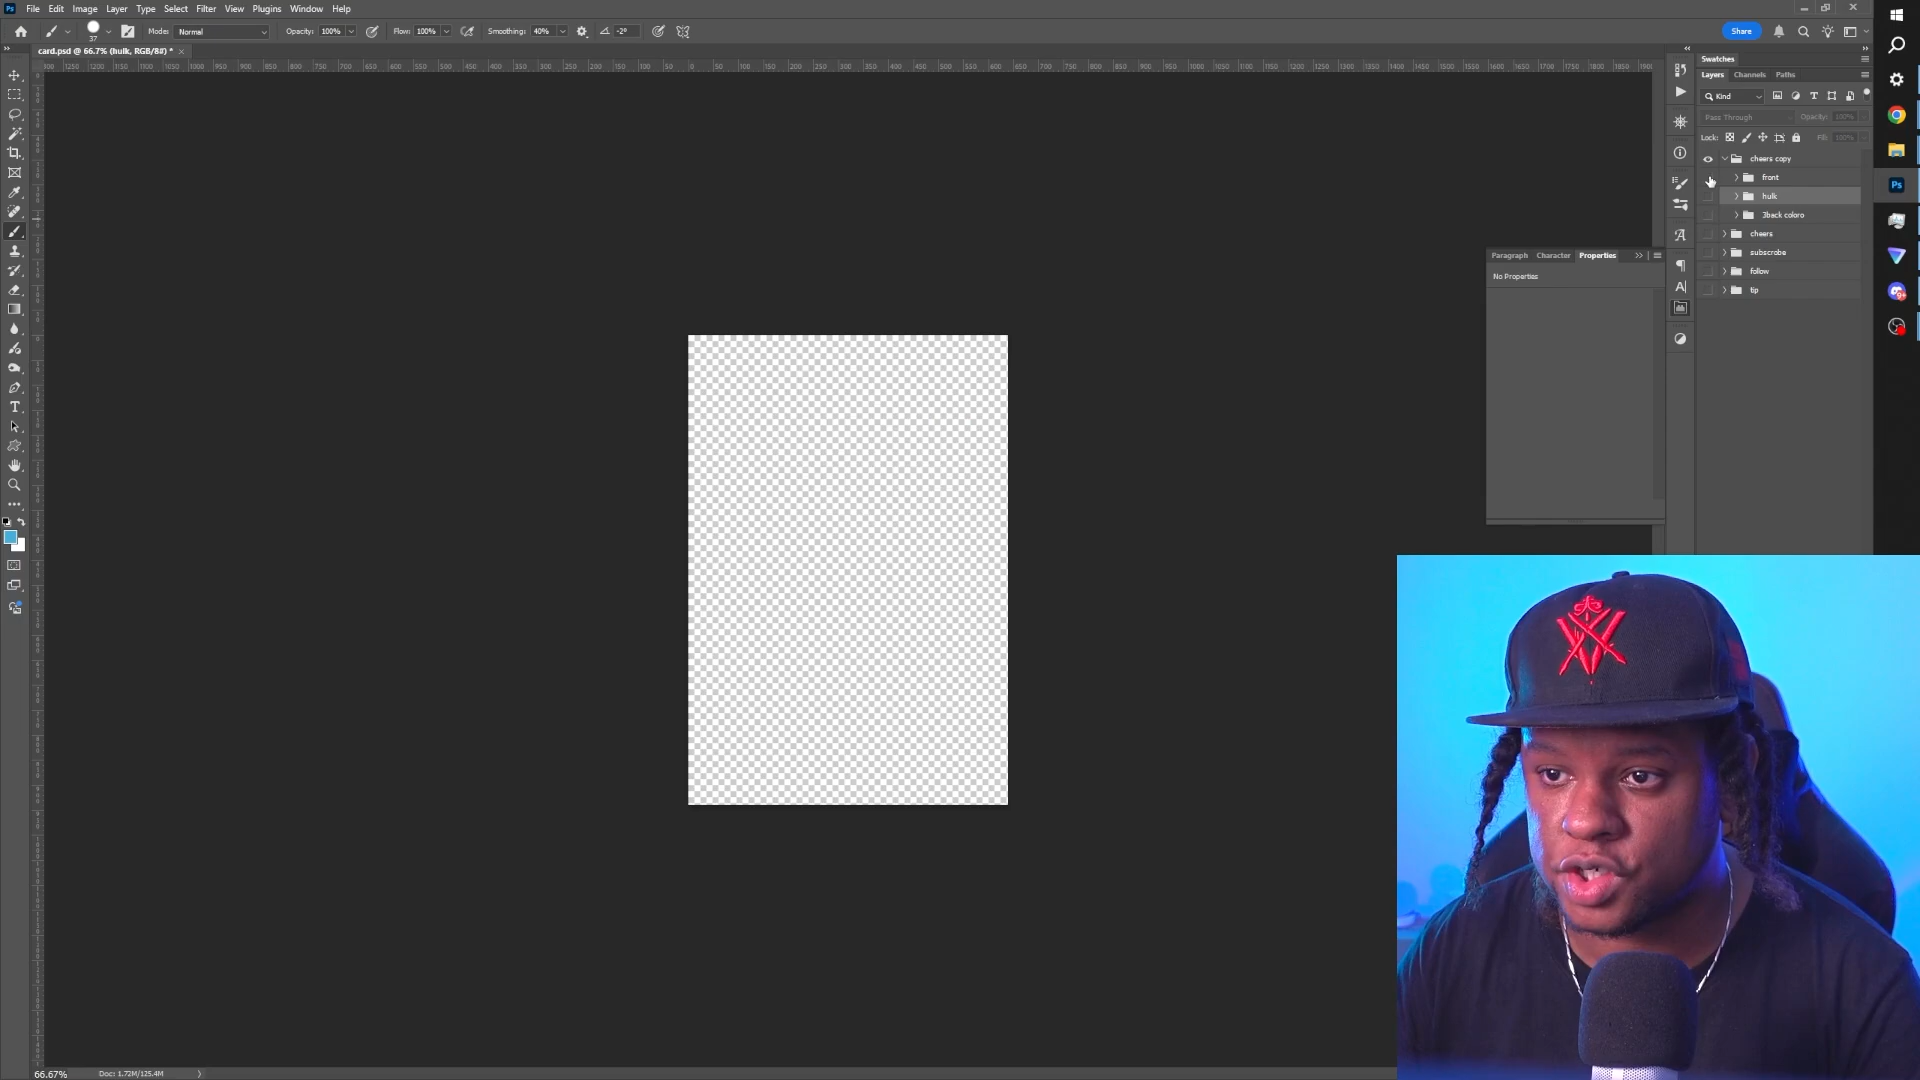 Ps File Edit Image Layer Type Select Filter View Plugins Window Help
37 Mode: Normal Opacity: 100% Flow: 100% Smoothing: 40% -2° Share
card.psd @ 66.7% (hulk, RGB/8#) *
Swatches
Layers Channels Paths
Kind
Pass Through Opacity: 100%
Lock: Fill: 100%
cheers copy
front
hulk
3back coloro
cheers
subscrobe
follow
tip
Paragraph Character Properties
No Properties
66.67% Doc: 1.72M/125.4M